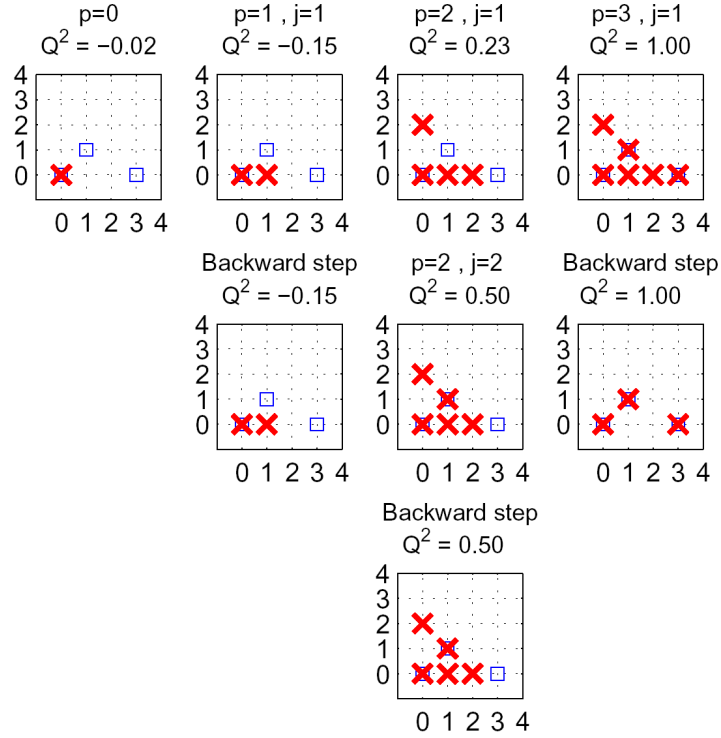 p=0
Q² = −0.02
p=1 , j=1
Q² = −0.15
p=2 , j=1
Q² = 0.23
p=3 , j=1
Q² = 1.00
4
3
2
1
0
0 1 2 3 4
4
3
2
1
0
0 1 2 3 4
4
3
2
1
0
0 1 2 3 4
4
3
2
1
0
0 1 2 3 4
Backward step
Q² = −0.15
p=2 , j=2
Q² = 0.50
Backward step
Q² = 1.00
4
3
2
1
0
0 1 2 3 4
4
3
2
1
0
0 1 2 3 4
4
3
2
1
0
0 1 2 3 4
Backward step
Q² = 0.50
4
3
2
1
0
0 1 2 3 4